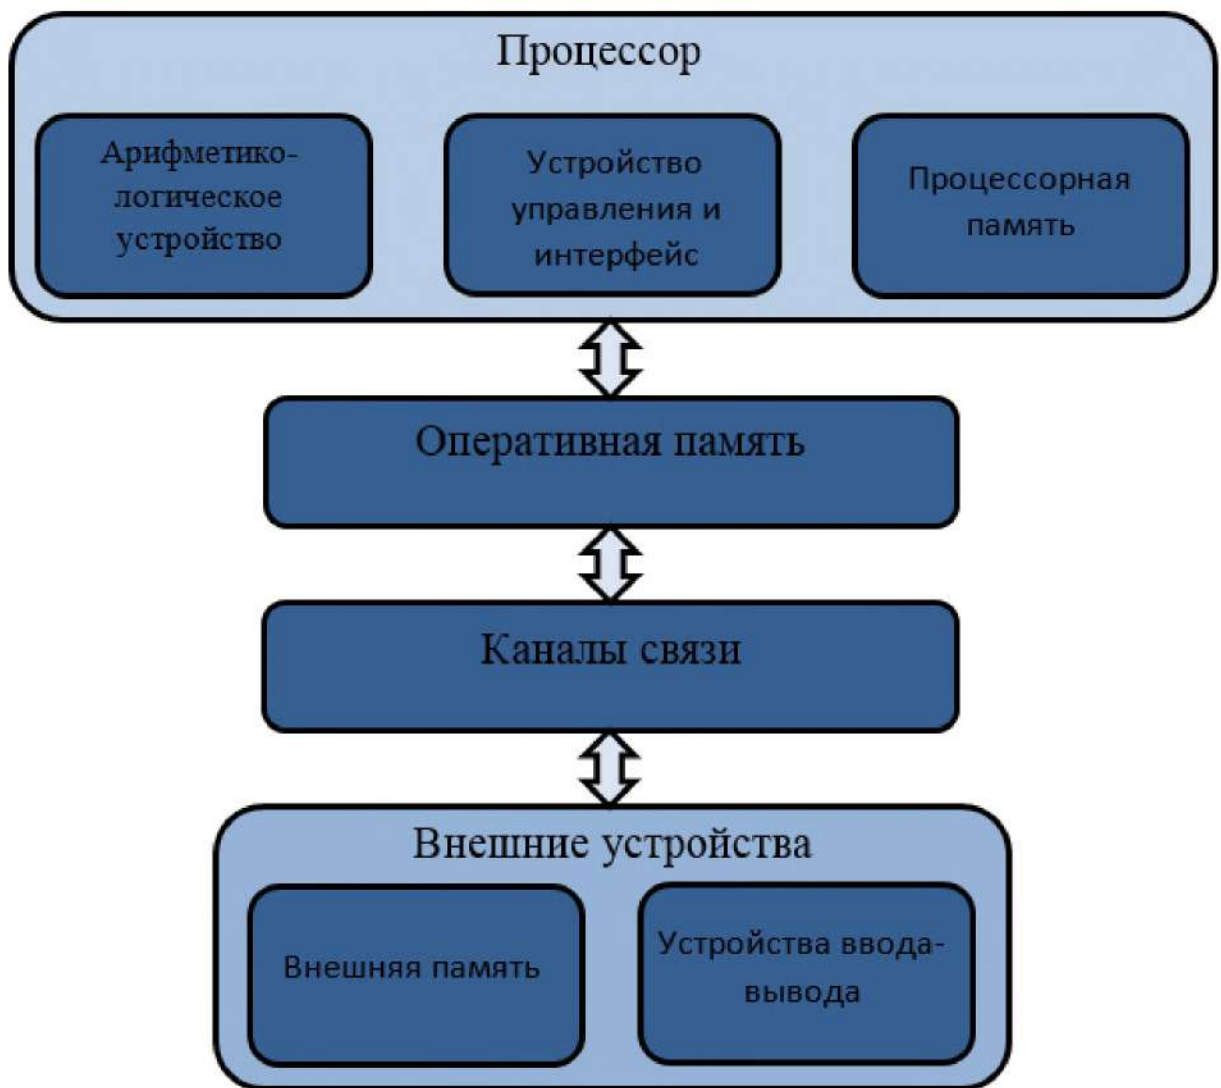 Процессор
Арифметико-
логическое
устройство
Устройство
управления и
интерфейс
Процессорная
память
Оперативная память
Каналы связи
Внешние устройства
Внешняя память
Устройства ввода-
вывода